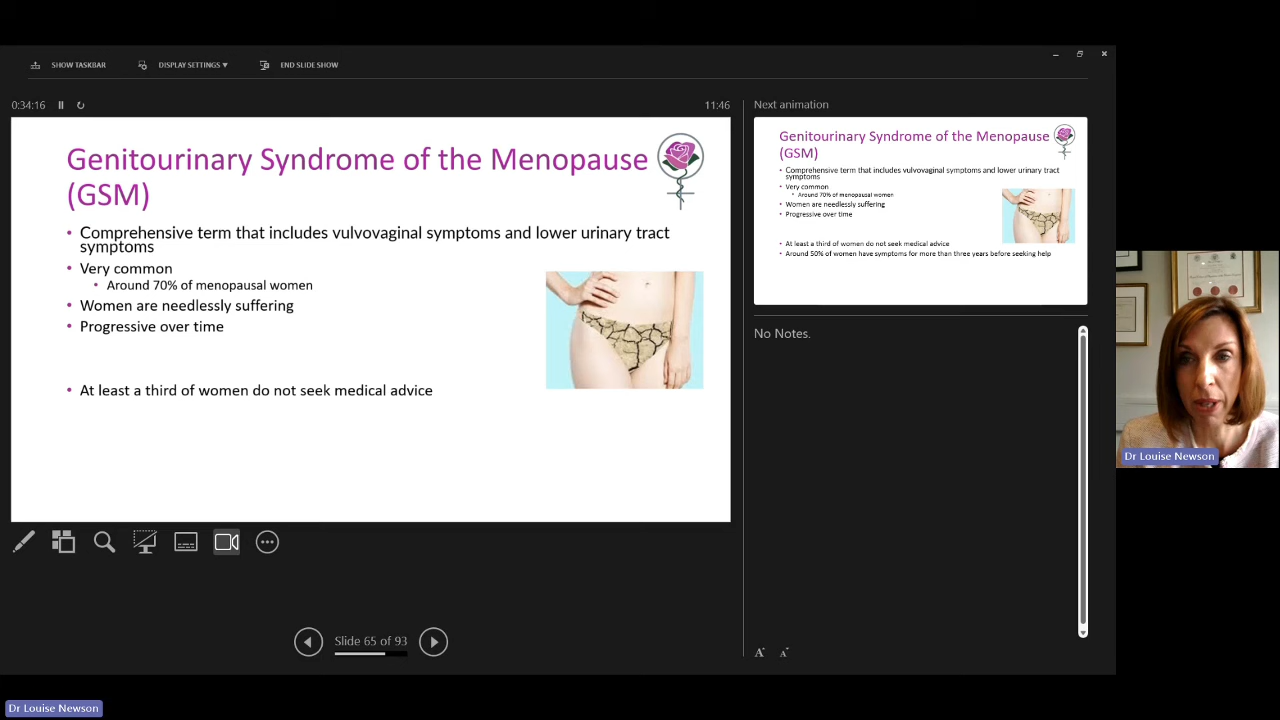 SHOW TASKBAR
DISPLAY SETTINGS ▼
END SLIDE SHOW
0:34:16
11:46
Genitourinary Syndrome of the Menopause
(GSM)
• Comprehensive term that includes vulvovaginal symptoms and lower urinary tract
symptoms
• Very common
• Around 70% of menopausal women
• Women are needlessly suffering
• Progressive over time
• At least a third of women do not seek medical advice
Slide 65 of 93
Next animation
Genitourinary Syndrome of the Menopause
(GSM)
• Comprehensive term that includes vulvovaginal symptoms and lower urinary tract
symptoms
• Very common
• Around 70% of menopausal women
• Women are needlessly suffering
• Progressive over time
• At least a third of women do not seek medical advice
• Around 50% of women have symptoms for more than three years before seeking help
No Notes.
A A
Dr Louise Newson
Dr Louise Newson